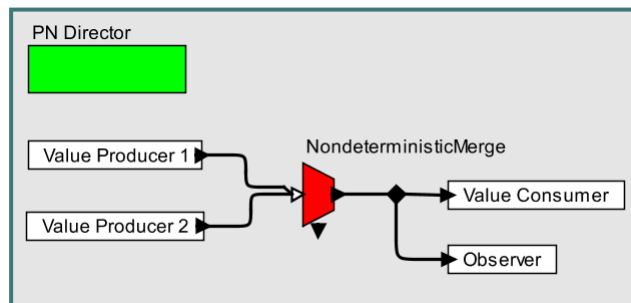 PN Director
NondeterministicMerge
Value Producer 1
Value Consumer
Value Producer 2
Observer